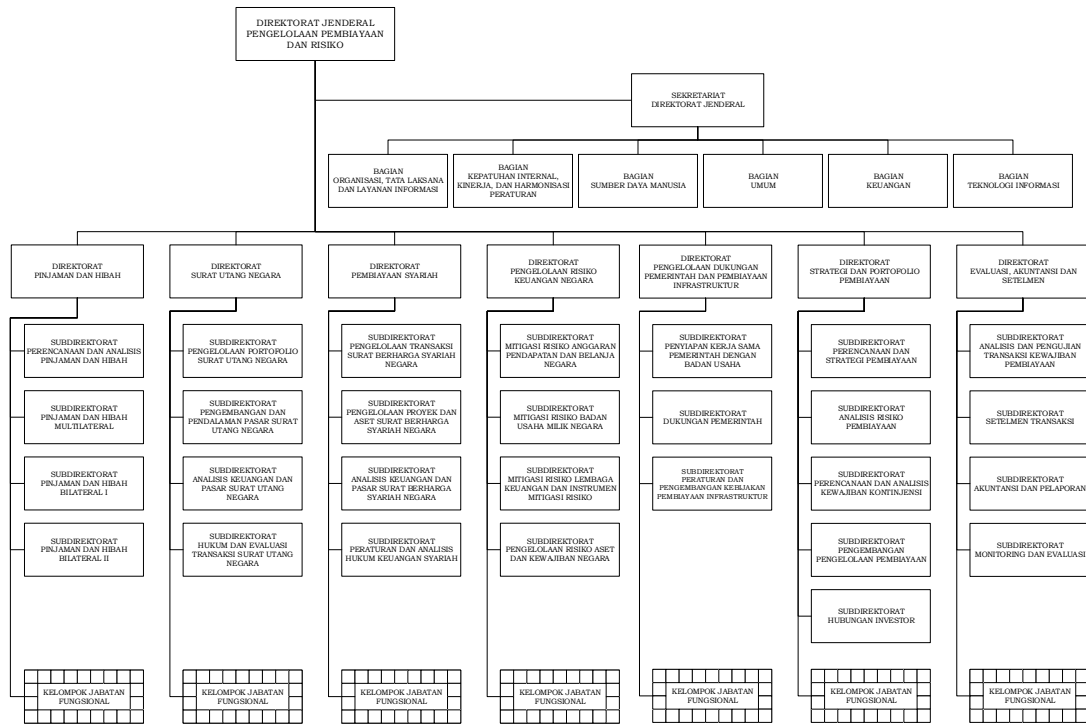 DIREKTORAT JENDERAL
PENGELOLAAN PEMBIAYAAN
DAN RISIKO
SEKRETARIAT
DIREKTORAT JENDERAL
BAGIAN
ORGANISASI, TATA LAKSANA
DAN LAYANAN INFORMASI
BAGIAN
KEPATUHAN INTERNAL,
KINERJA, DAN HARMONISASI
PERATURAN
BAGIAN
SUMBER DAYA MANUSIA
BAGIAN
UMUM
BAGIAN
KEUANGAN
BAGIAN
TEKNOLOGI INFORMASI
DIREKTORAT
PINJAMAN DAN HIBAH
DIREKTORAT
SURAT UTANG NEGARA
DIREKTORAT
PEMBIAYAAN SYARIAH
DIREKTORAT
PENGELOLAAN RISIKO
KEUANGAN NEGARA
DIREKTORAT
PENGELOLAAN DUKUNGAN
PEMERINTAH DAN PEMBIAYAAN
INFRASTRUKTUR
DIREKTORAT
STRATEGI DAN PORTOFOLIO
PEMBIAYAAN
DIREKTORAT
EVALUASI, AKUNTANSI DAN
SETELMEN
SUBDIREKTORAT
PERENCANAAN DAN ANALISIS
PINJAMAN DAN HIBAH
SUBDIREKTORAT
PINJAMAN DAN HIBAH
MULTILATERAL
SUBDIREKTORAT
PINJAMAN DAN HIBAH
BILATERAL I
SUBDIREKTORAT
PINJAMAN DAN HIBAH
BILATERAL II
KELOMPOK JABATAN
FUNGSIONAL
SUBDIREKTORAT
PENGELOLAAN PORTOFOLIO
SURAT UTANG NEGARA
SUBDIREKTORAT
PENGEMBANGAN DAN
PENDALAMAN PASAR SURAT
UTANG NEGARA
SUBDIREKTORAT
ANALISIS KEUANGAN DAN
PASAR SURAT UTANG
NEGARA
SUBDIREKTORAT
HUKUM DAN EVALUASI
TRANSAKSI SURAT UTANG
NEGARA
KELOMPOK JABATAN
FUNGSIONAL
SUBDIREKTORAT
PENGELOLAAN TRANSAKSI
SURAT BERHARGA SYARIAH
NEGARA
SUBDIREKTORAT
PENGELOLAAN PROYEK DAN
ASET SURAT BERHARGA
SYARIAH NEGARA
SUBDIREKTORAT
ANALISIS KEUANGAN DAN
PASAR SURAT BERHARGA
SYARIAH NEGARA
SUBDIREKTORAT
PERATURAN DAN ANALISIS
HUKUM KEUANGAN SYARIAH
KELOMPOK JABATAN
FUNGSIONAL
SUBDIREKTORAT
MITIGASI RISIKO ANGGARAN
PENDAPATAN DAN BELANJA
NEGARA
SUBDIREKTORAT
MITIGASI RISIKO BADAN
USAHA MILIK NEGARA
SUBDIREKTORAT
MITIGASI RISIKO LEMBAGA
KEUANGAN DAN INSTRUMEN
MITIGASI RISIKO
SUBDIREKTORAT
PENGELOLAAN RISIKO ASET
DAN KEWAJIBAN NEGARA
KELOMPOK JABATAN
FUNGSIONAL
SUBDIREKTORAT
PENYIAPAN KERJA SAMA
PEMERINTAH DENGAN
BADAN USAHA
SUBDIREKTORAT
DUKUNGAN PEMERINTAH
SUBDIREKTORAT
PERATURAN DAN
PENGEMBANGAN KEBIJAKAN
PEMBIAYAAN INFRASTRUKTUR
KELOMPOK JABATAN
FUNGSIONAL
SUBDIREKTORAT
PERENCANAAN DAN
STRATEGI PEMBIAYAAN
SUBDIREKTORAT
ANALISIS RISIKO
PEMBIAYAAN
SUBDIREKTORAT
PERENCANAAN DAN ANALISIS
KEWAJIBAN KONTINJENSI
SUBDIREKTORAT
PENGEMBANGAN
PENGELOLAAN PEMBIAYAAN
SUBDIREKTORAT
HUBUNGAN INVESTOR
KELOMPOK JABATAN
FUNGSIONAL
SUBDIREKTORAT
ANALISIS DAN PENGUJIAN
TRANSAKSI KEWAJIBAN
PEMBIAYAAN
SUBDIREKTORAT
SETELMEN TRANSAKSI
SUBDIREKTORAT
AKUNTANSI DAN PELAPORAN
SUBDIREKTORAT
MONITORING DAN EVALUASI
KELOMPOK JABATAN
FUNGSIONAL